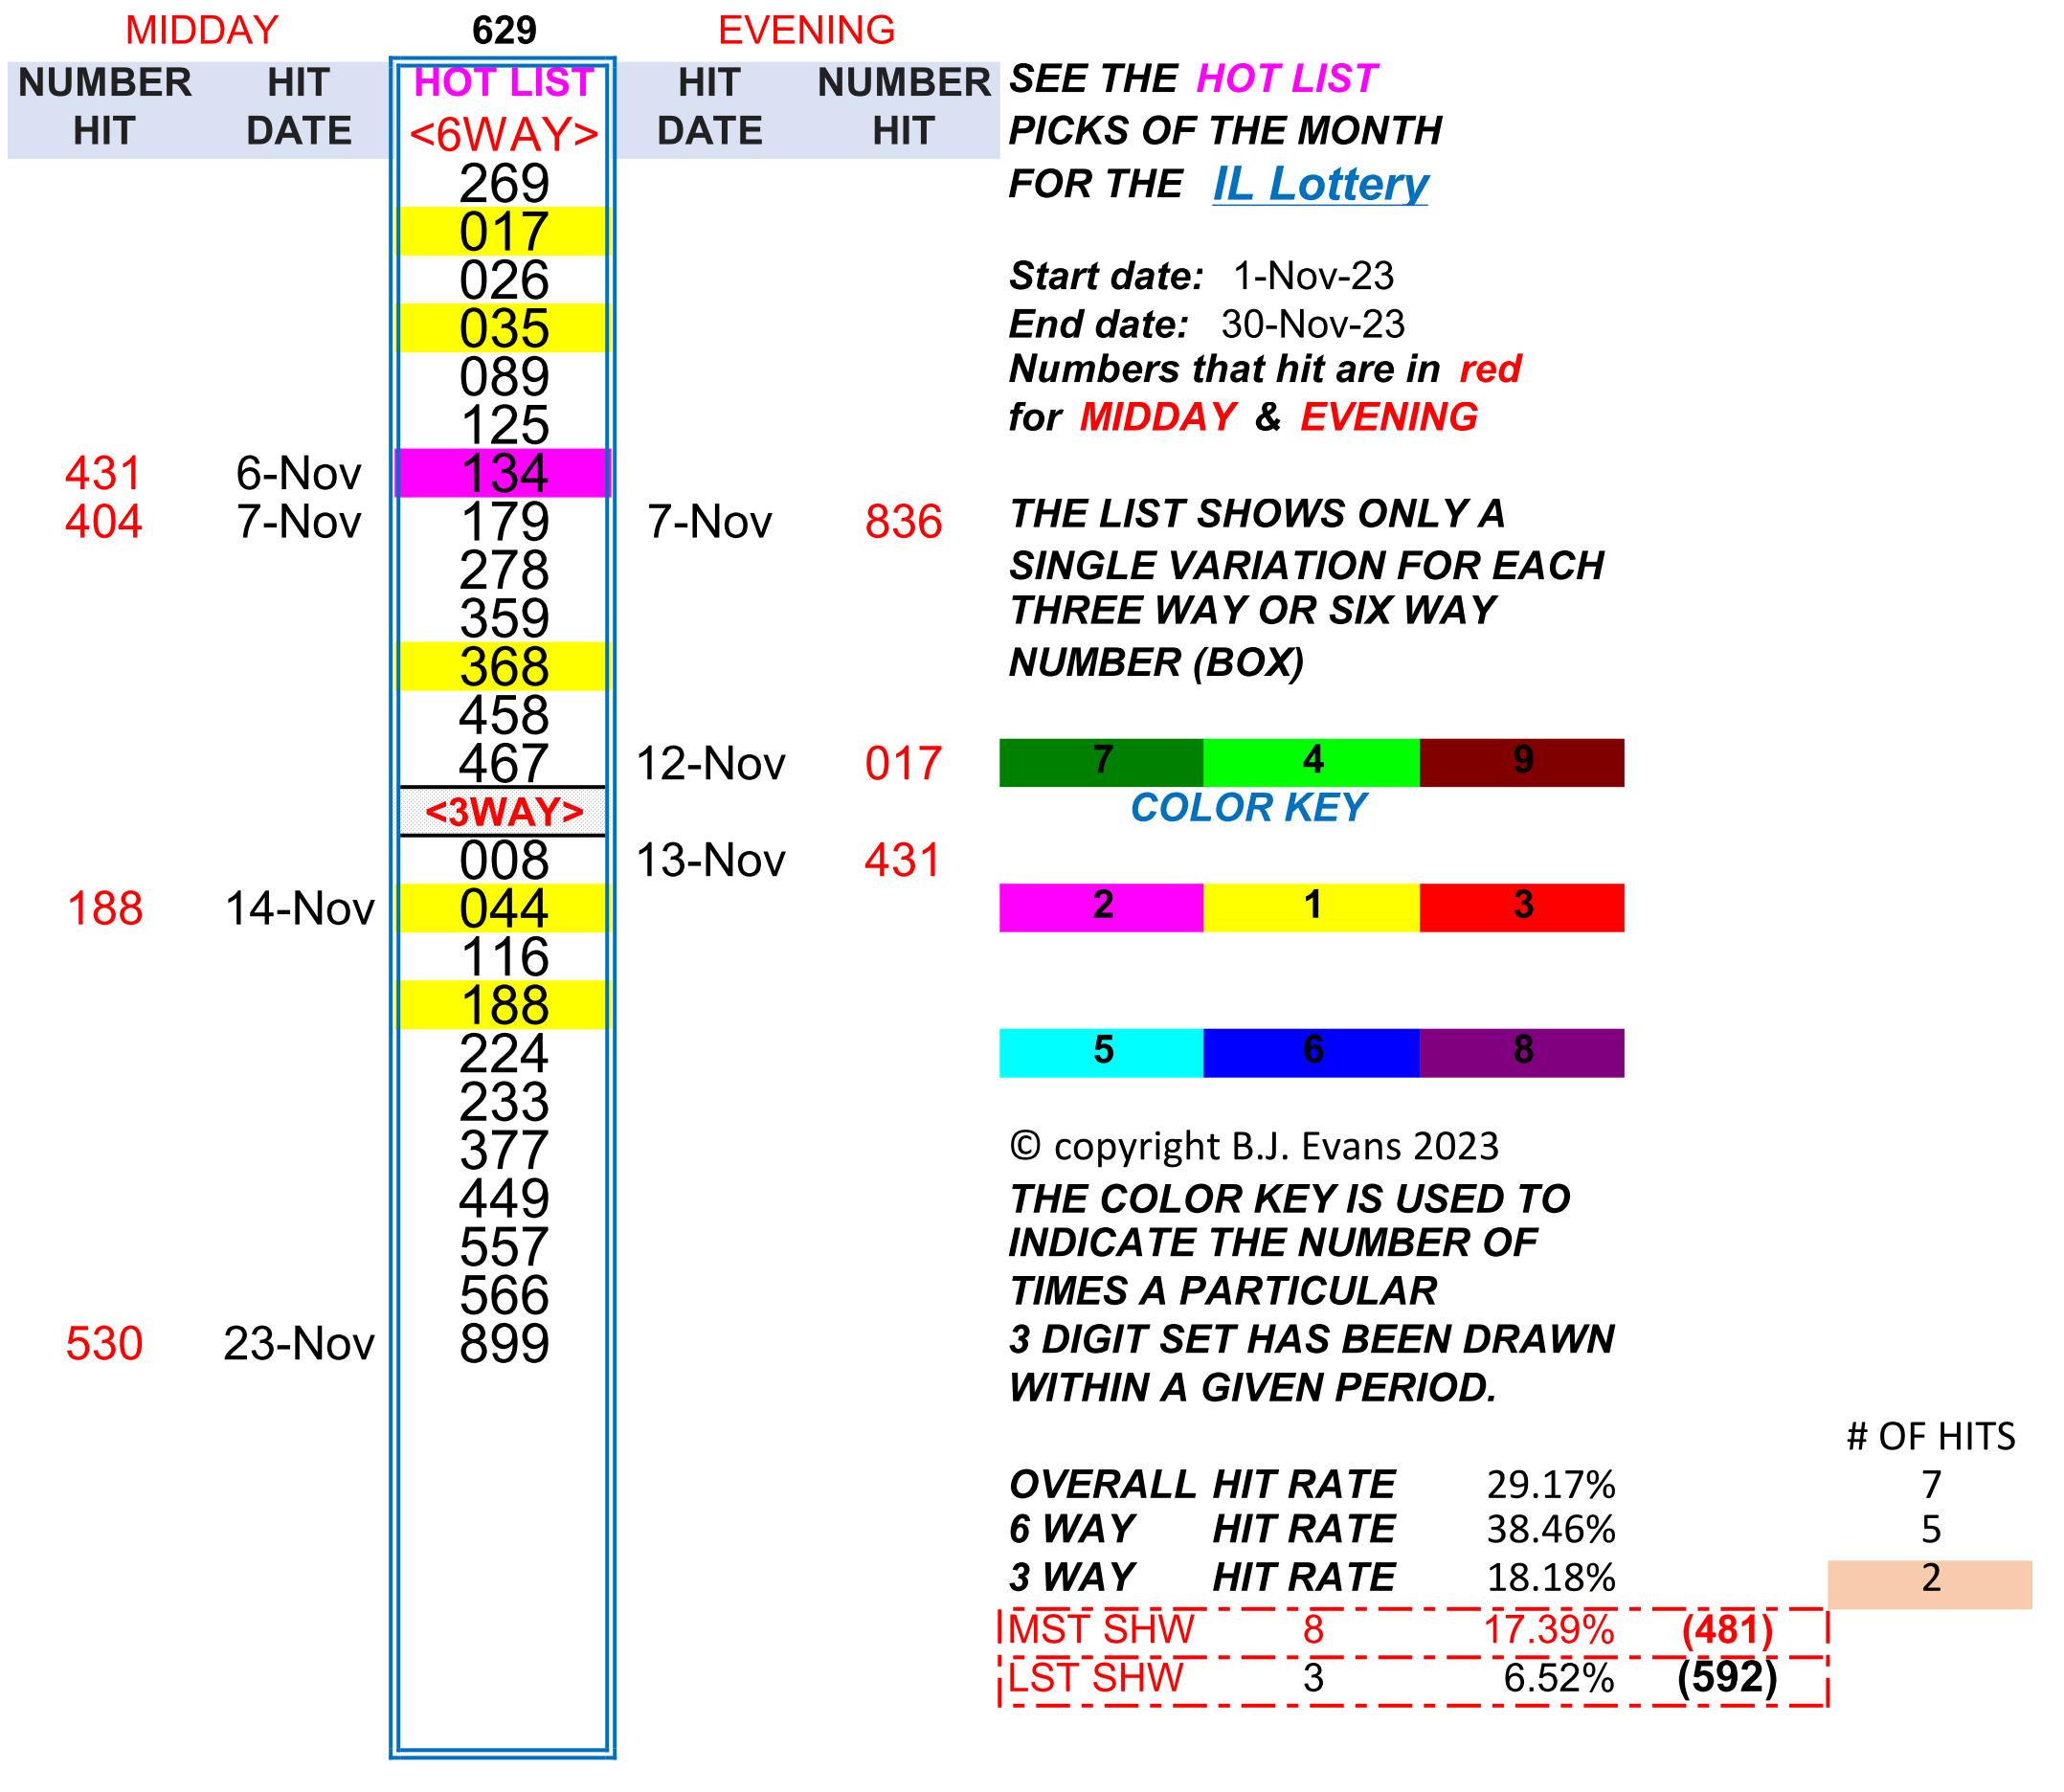 MIDDAY 629 EVENING
NUMBER HIT HOT LIST HIT NUMBER SEE THE HOT LIST
HIT DATE <6WAY> DATE HIT PICKS OF THE MONTH
269 FOR THE IL Lottery
017
026 Start date: 1-Nov-23
035 End date: 30-Nov-23
089 Numbers that hit are in red
125 for MIDDAY & EVENING
431 6-Nov 134
404 7-Nov 179 7-Nov 836 THE LIST SHOWS ONLY A
278 SINGLE VARIATION FOR EACH
359 THREE WAY OR SIX WAY
368 NUMBER (BOX)
458
467 12-Nov 017 7 4 9
<3WAY> COLOR KEY
008 13-Nov 431
188 14-Nov 044 2 1 3
116
188
224 5 6 8
233
377 © copyright B.J. Evans 2023
449 THE COLOR KEY IS USED TO
557 INDICATE THE NUMBER OF
566 TIMES A PARTICULAR
530 23-Nov 899 3 DIGIT SET HAS BEEN DRAWN
WITHIN A GIVEN PERIOD.
# OF HITS
OVERALL HIT RATE 29.17% 7
6 WAY HIT RATE 38.46% 5
3 WAY HIT RATE 18.18% 2
MST SHW 8 17.39% (481)
LST SHW 3 6.52% (592)